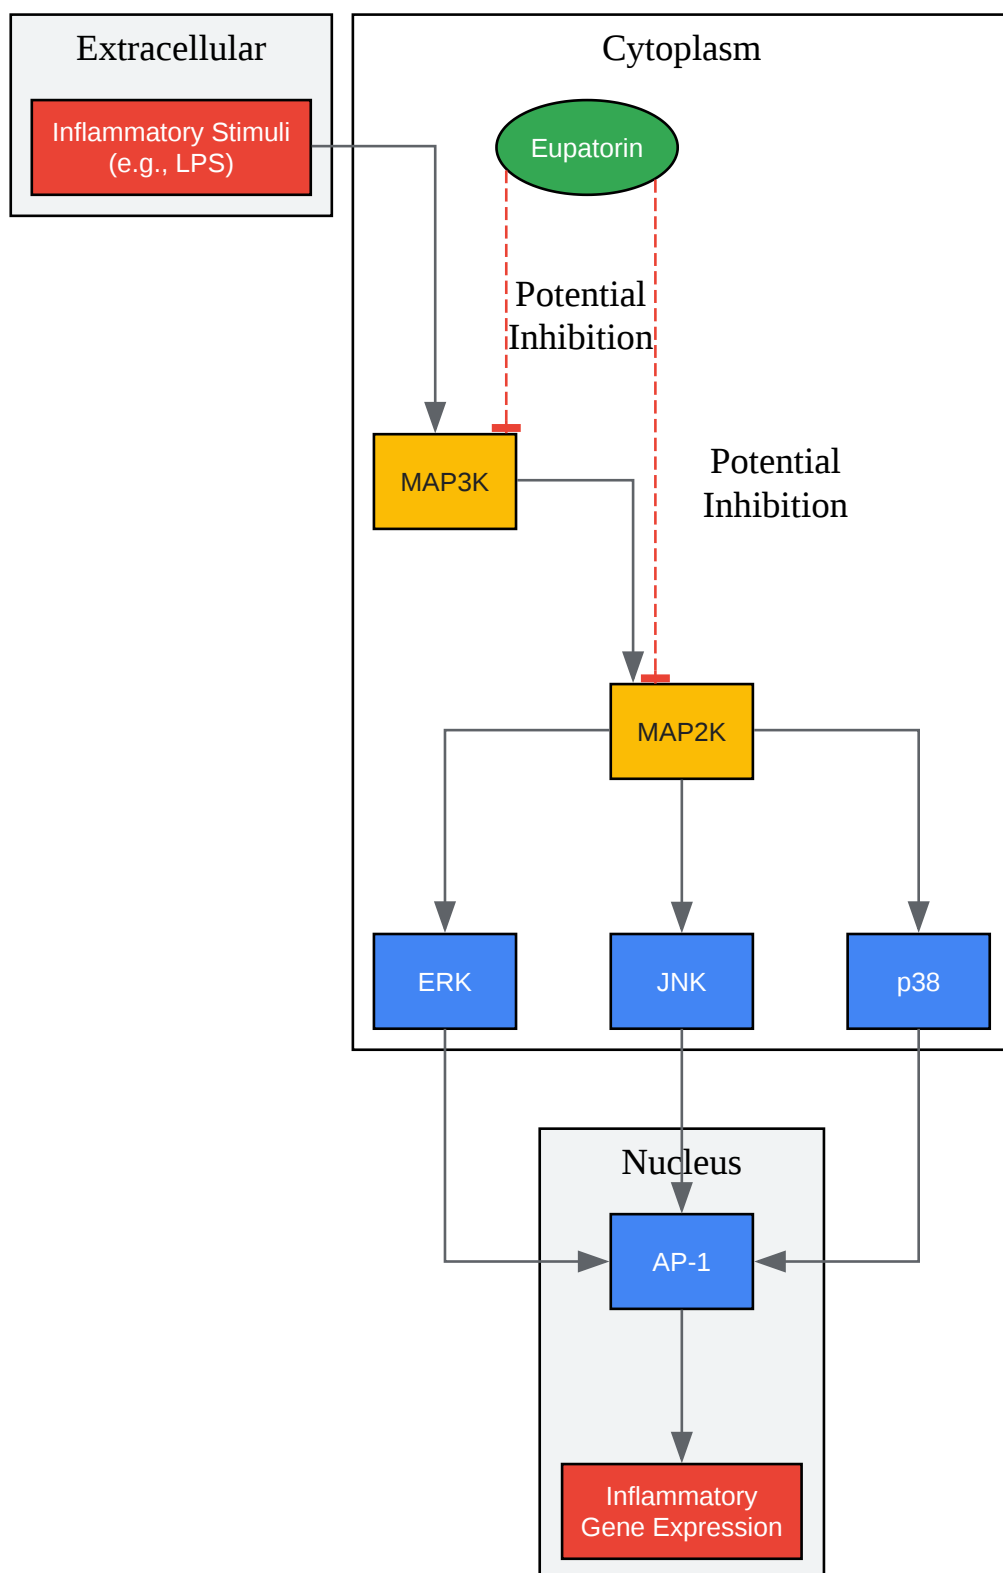 Extracellular
Cytoplasm
Inflammatory Stimuli
(e.g., LPS)
Eupatorin
Potential
Inhibition
MAP3K
Potential
Inhibition
MAP2K
ERK
JNK
p38
Nucleus
AP-1
Inflammatory
Gene Expression